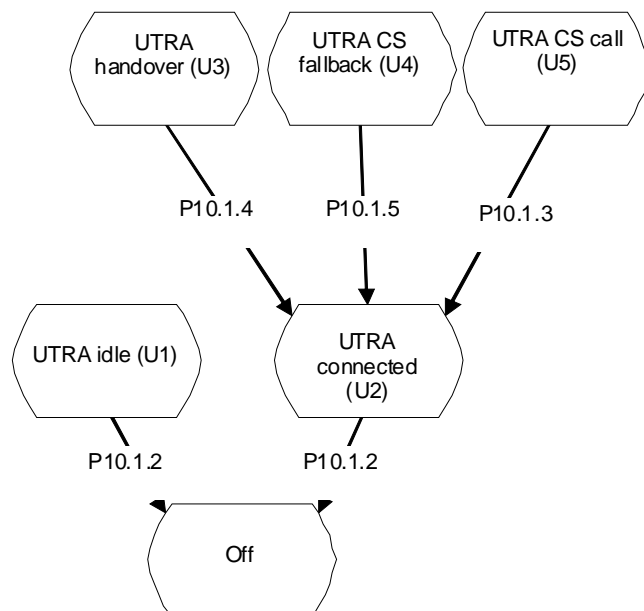 UTRA
handover (U3)
UTRA CS
fallback (U4)
UTRA CS call
(U5)
P10.1.4
P10.1.5
P10.1.3
UTRA idle (U1)
UTRA
connected
(U2)
P10.1.2
P10.1.2
Off